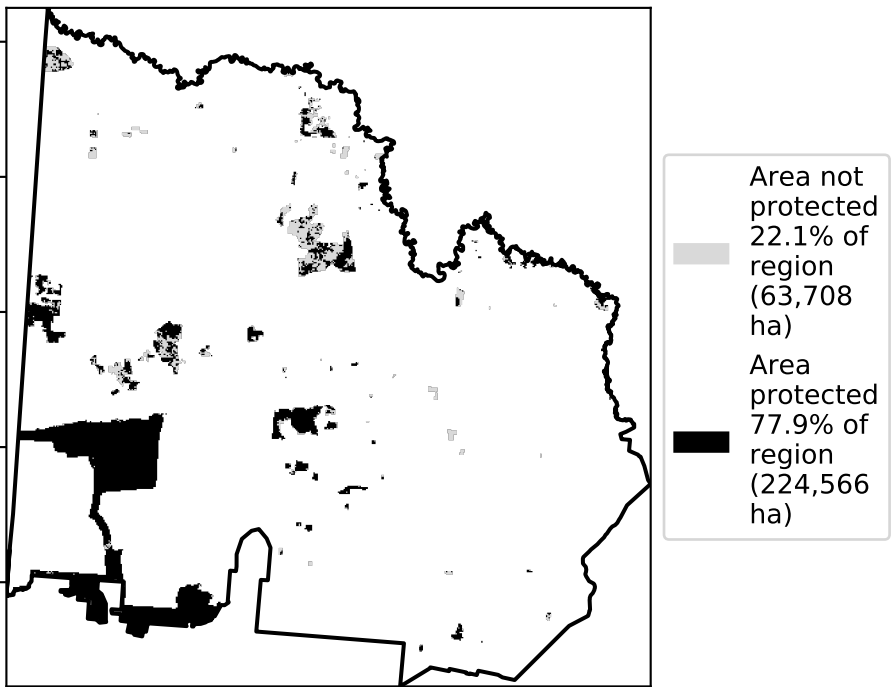 Area not
protected
22.1% of
region
(63,708
ha)
Area
protected
77.9% of
region
(224,566
ha)